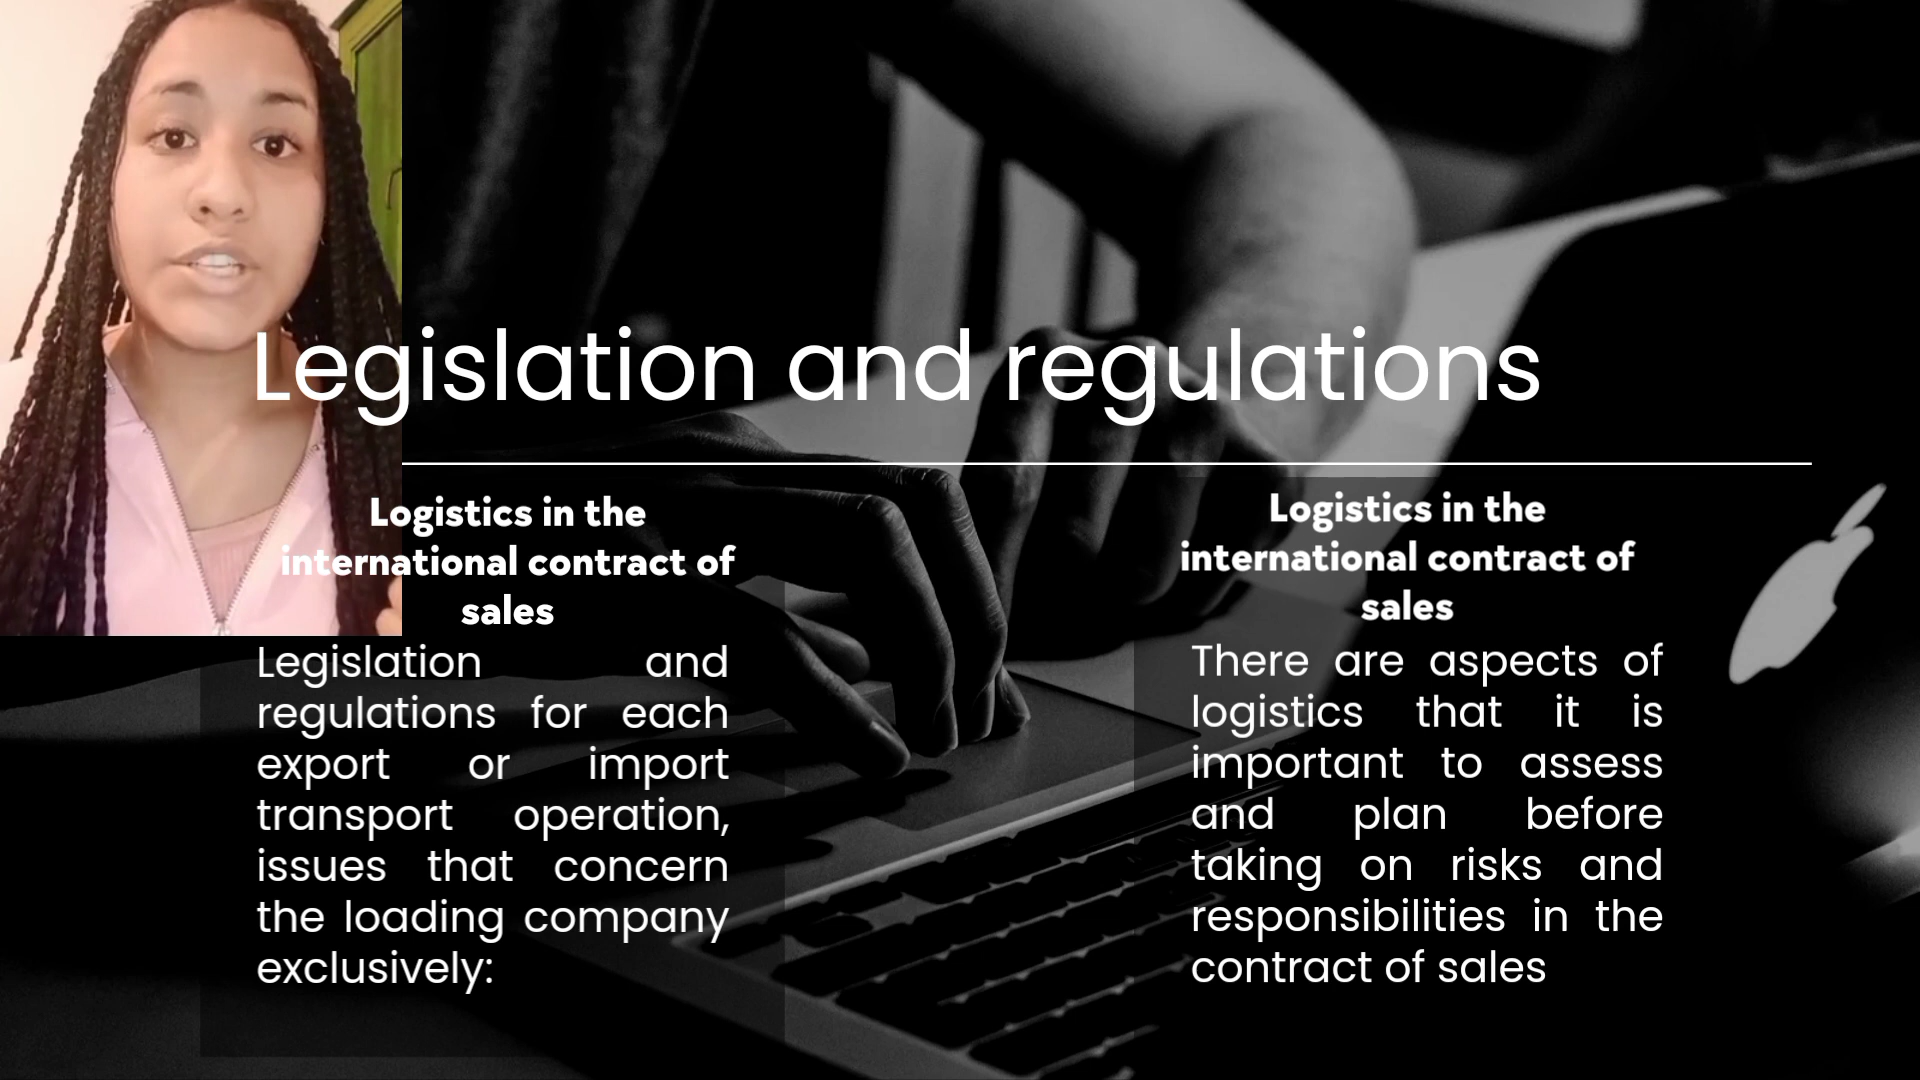 Legislation and regulations
Logistics in the
international contract of
sales
Legislation and
regulations for each
export or import
transport operation,
issues that concern
the loading company
exclusively:
Logistics in the
international contract of
sales
There are aspects of
logistics that it is
important to assess
and plan before
taking on risks and
responsibilities in the
contract of sales